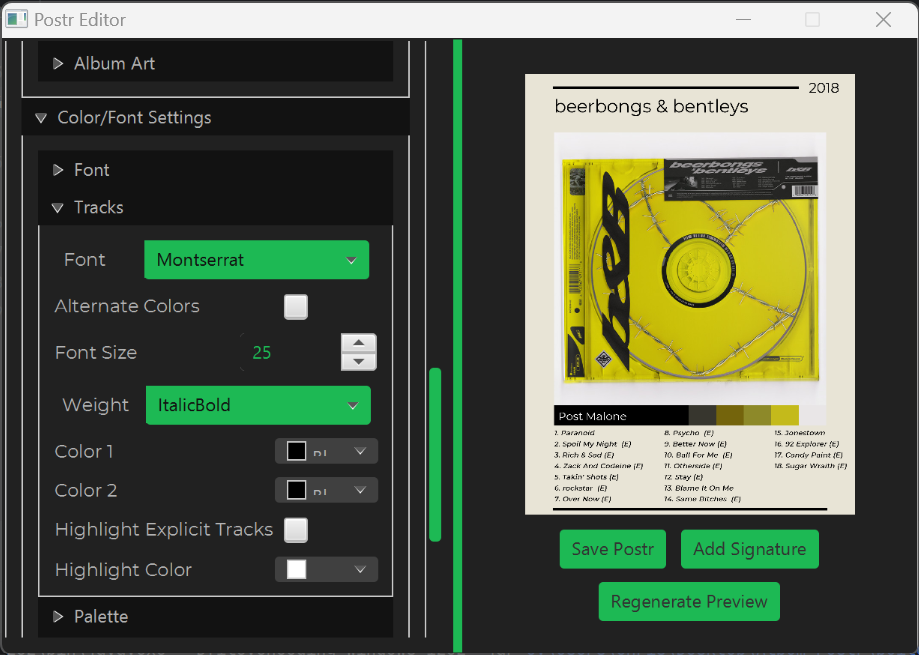 Postr Editor
Album Art
Color/Font Settings
Font
Tracks
Font Montserrat
Alternate Colors
Font Size 25
Weight ItalicBold
Color 1
Color 2
Highlight Explicit Tracks
Highlight Color
Palette
2018
beerbongs & bentleys
beerbongs
bentleys
Post Malone
1. Paranoid
2. Spoil My Night (E)
3. Rich & Sad (E)
4. Zack And Codeine (E)
5. Takin' Shots (E)
6. rockstar (E)
7. Over Now (E)
8. Psycho (E)
9. Better Now (E)
10. Ball For Me (E)
11. Otherside (E)
12. Stay (E)
13. Blame It On Me
14. Same Bitches (E)
15. Jonestown
16. 92 Explorer (E)
17. Candy Paint (E)
18. Sugar Wraith (E)
Save Postr
Add Signature
Regenerate Preview